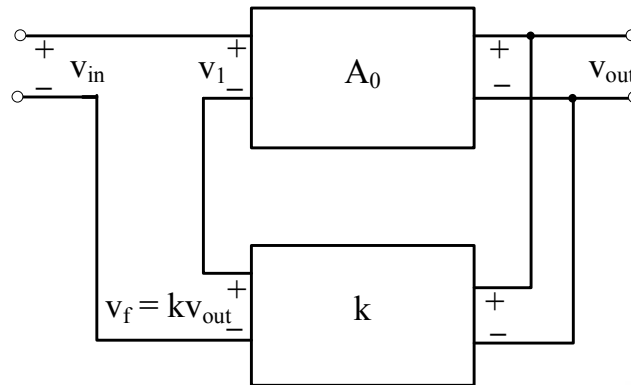 + + +
v_in v_1 A_0 v_out
− − −
+
v_f = kv_out k +
− −